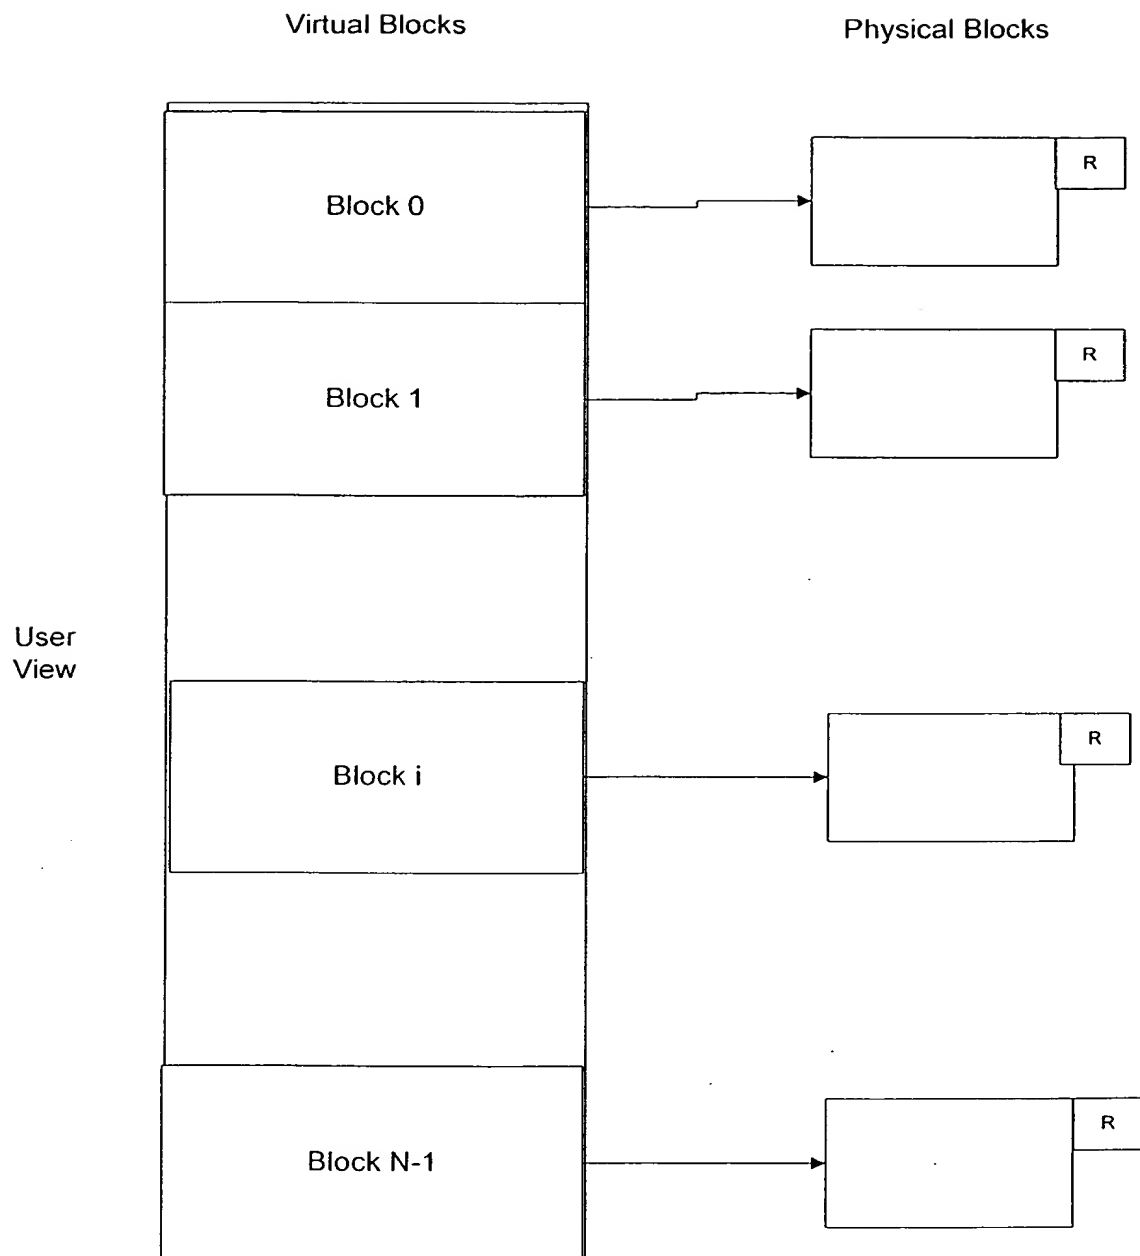 Virtual Blocks
Physical Blocks
Block 0
R
Block 1
R
User
View
Block i
R
Block N-1
R